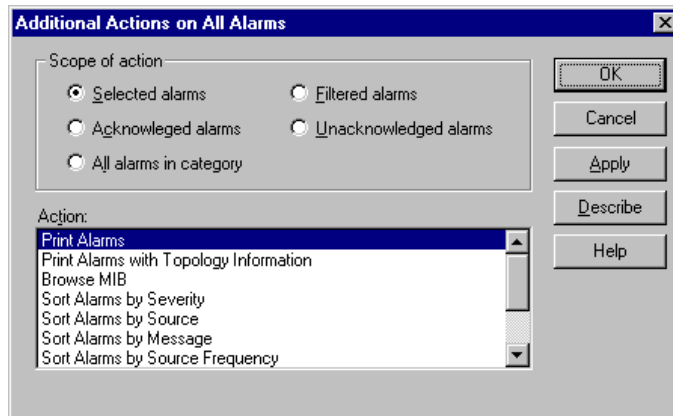 Additional Actions on All Alarms
Scope of action
Selected alarms
Filtered alarms
Acknowleged alarms
Unacknowledged alarms
All alarms in category
OK
Cancel
Apply
Describe
Help
Action:
Print Alarms
Print Alarms with Topology Information
Browse MIB
Sort Alarms by Severity
Sort Alarms by Source
Sort Alarms by Message
Sort Alarms by Source Frequency